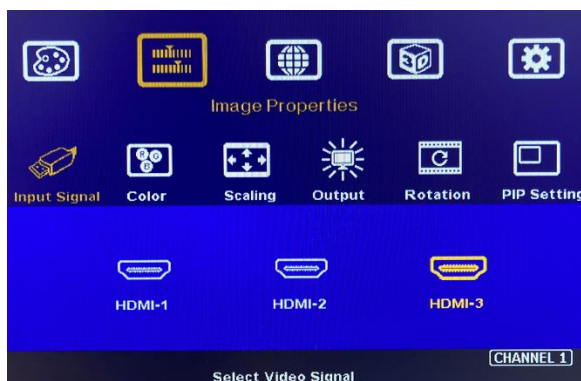 3D
Image Properties
R G
B
Input Signal Color Scaling Output Rotation PIP Setting
HDMI-1 HDMI-2 HDMI-3
CHANNEL 1
Select Video Signal